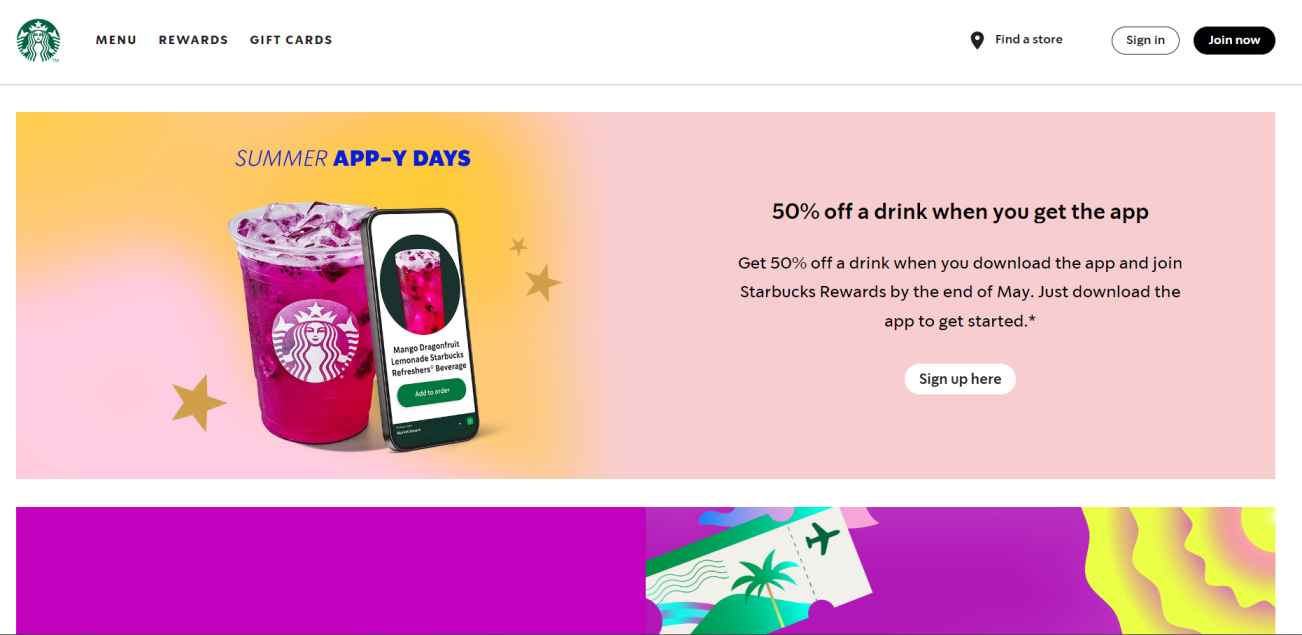 MENU
REWARDS
GIFT CARDS
Find a store
Sign in
Join now
SUMMER APP-Y DAYS
Mango Dragonfruit
Lemonade Starbucks
Refreshers® Beverage
Add to order
50% off a drink when you get the app
Get 50% off a drink when you download the app and join
Starbucks Rewards by the end of May. Just download the
app to get started.*
Sign up here